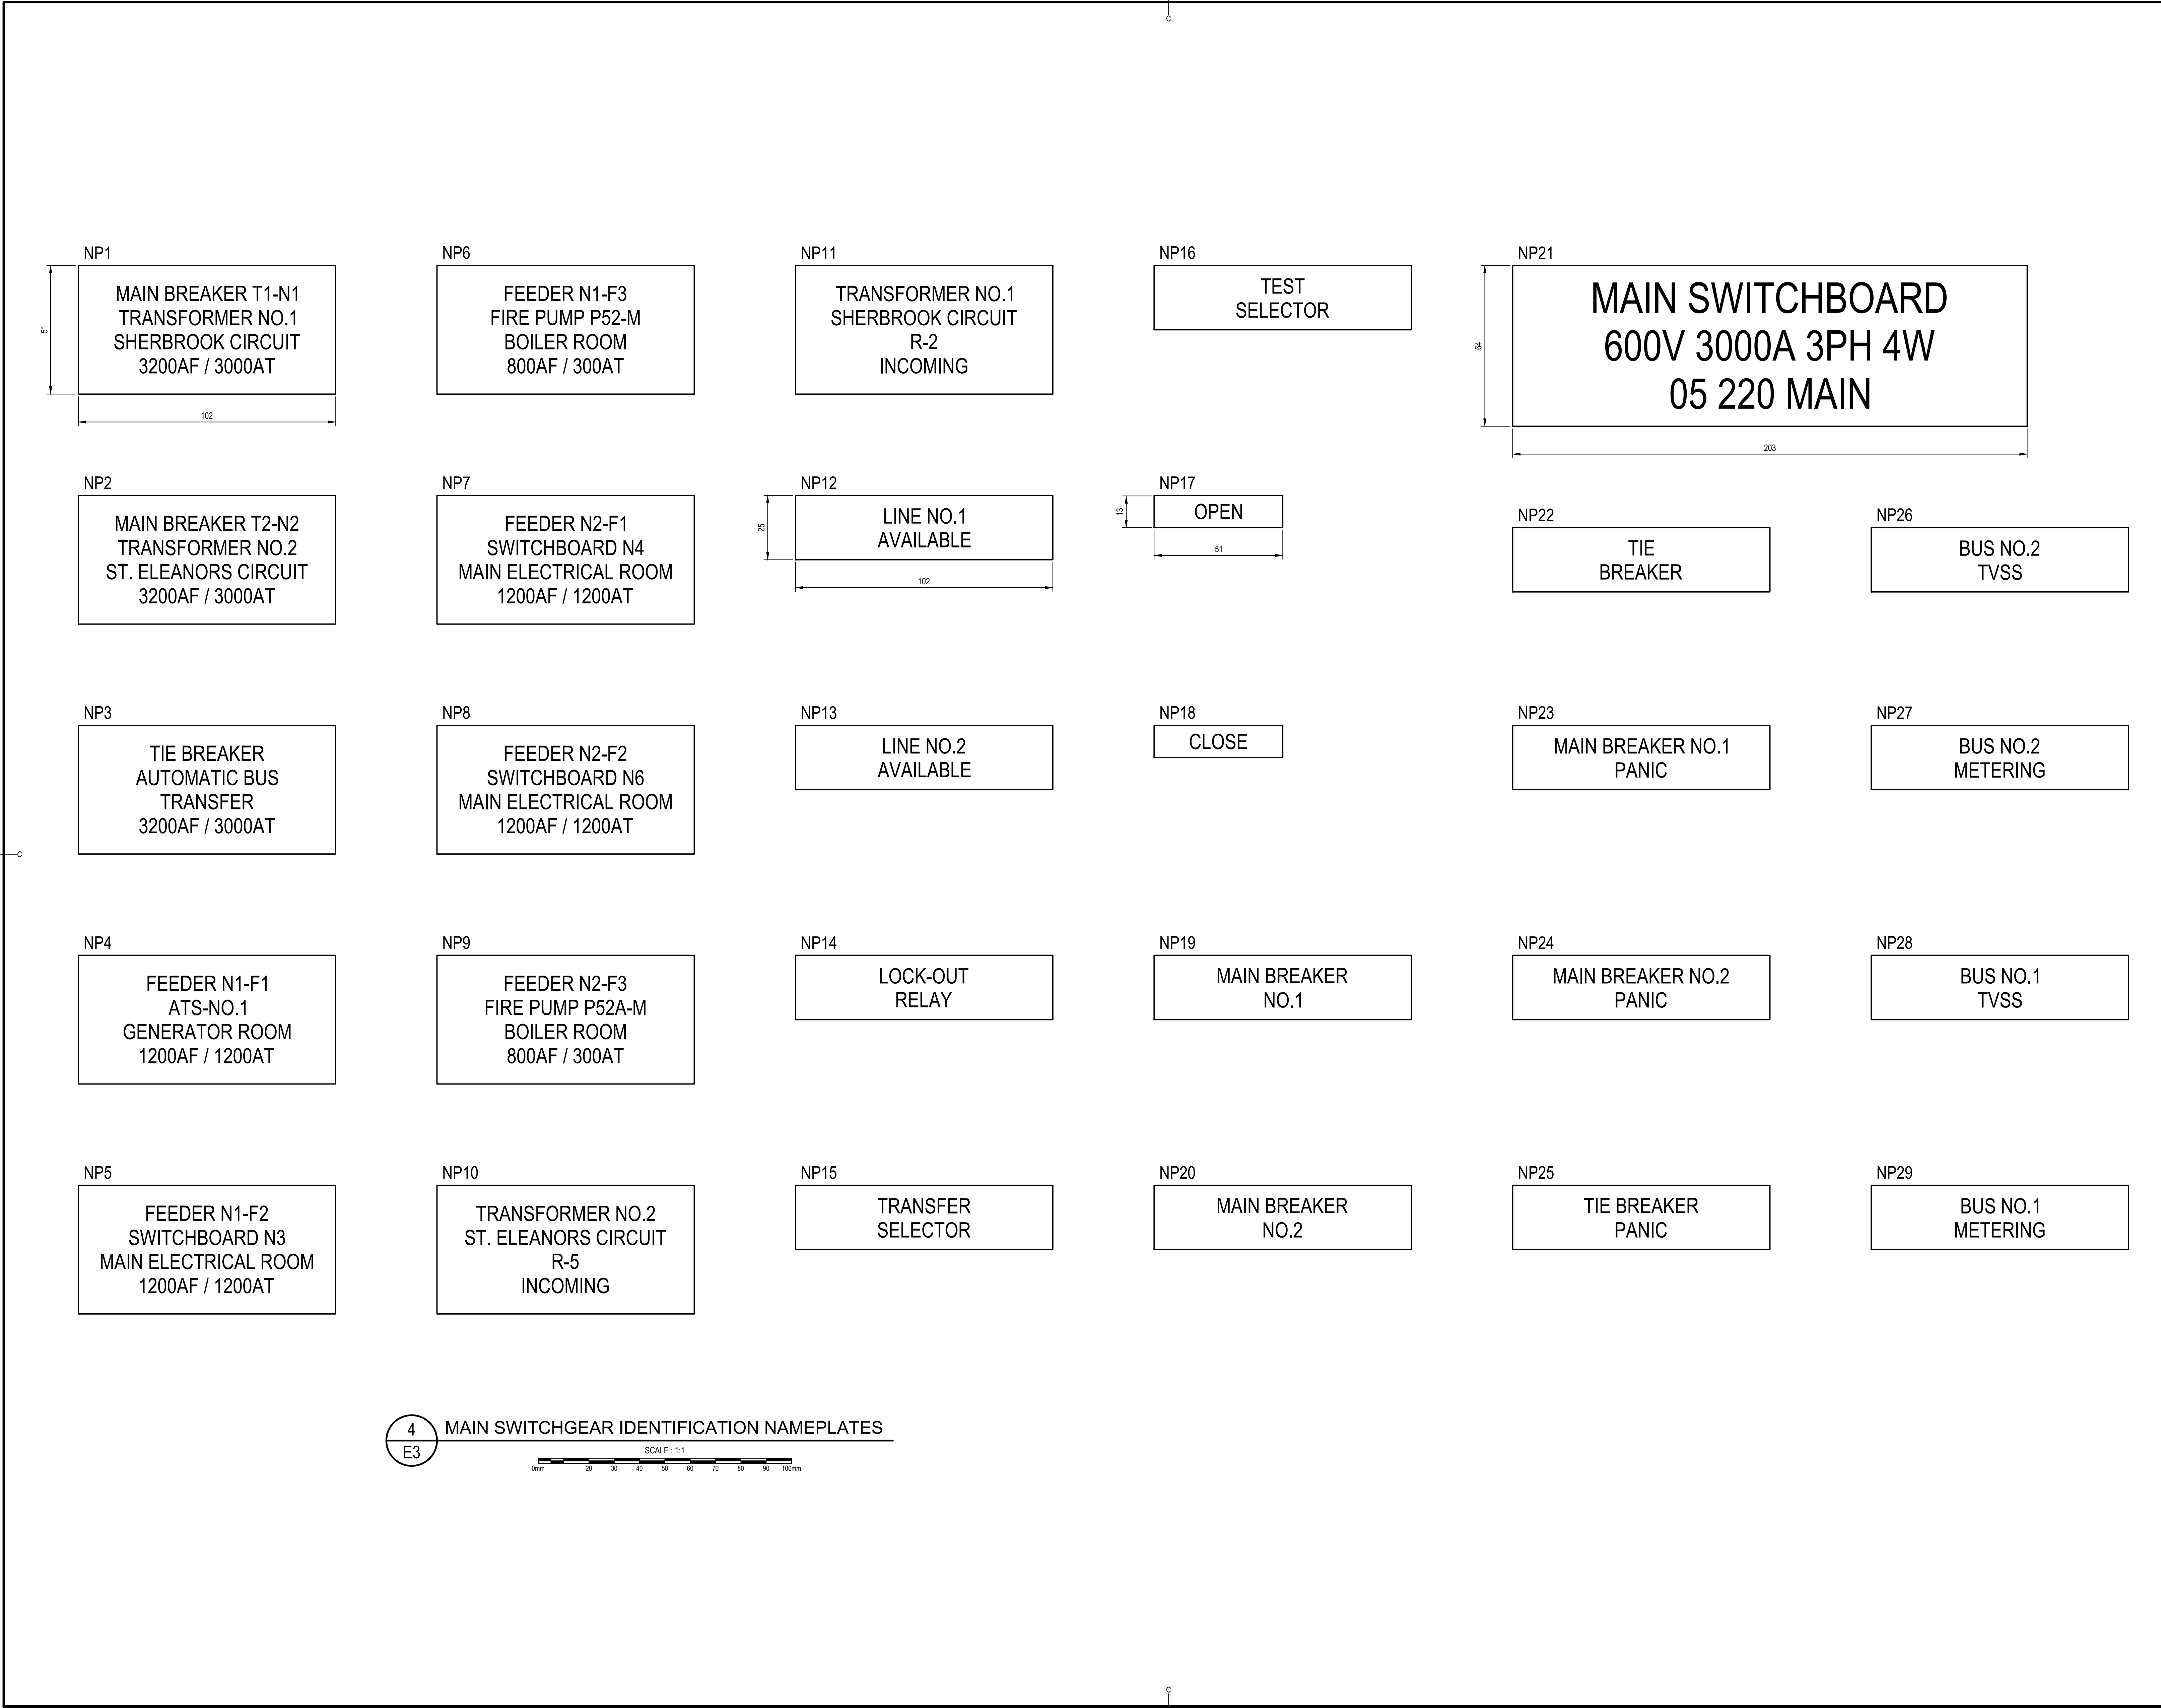 C
NP1
MAIN BREAKER T1-N1
TRANSFORMER NO.1
SHERBROOK CIRCUIT
3200AF / 3000AT
51
102
NP2
MAIN BREAKER T2-N2
TRANSFORMER NO.2
ST. ELEANORS CIRCUIT
3200AF / 3000AT
NP3
TIE BREAKER
AUTOMATIC BUS
TRANSFER
3200AF / 3000AT
C
NP4
FEEDER N1-F1
ATS-NO.1
GENERATOR ROOM
1200AF / 1200AT
NP5
FEEDER N1-F2
SWITCHBOARD N3
MAIN ELECTRICAL ROOM
1200AF / 1200AT
NP6
FEEDER N1-F3
FIRE PUMP P52-M
BOILER ROOM
800AF / 300AT
NP7
FEEDER N2-F1
SWITCHBOARD N4
MAIN ELECTRICAL ROOM
1200AF / 1200AT
NP8
FEEDER N2-F2
SWITCHBOARD N6
MAIN ELECTRICAL ROOM
1200AF / 1200AT
NP9
FEEDER N2-F3
FIRE PUMP P52A-M
BOILER ROOM
800AF / 300AT
NP10
TRANSFORMER NO.2
ST. ELEANORS CIRCUIT
R-5
INCOMING
NP11
TRANSFORMER NO.1
SHERBROOK CIRCUIT
R-2
INCOMING
NP12
LINE NO.1
AVAILABLE
25
102
NP13
LINE NO.2
AVAILABLE
NP14
LOCK-OUT
RELAY
NP15
TRANSFER
SELECTOR
NP16
TEST
SELECTOR
NP17
OPEN
13
51
NP18
CLOSE
NP19
MAIN BREAKER
NO.1
NP20
MAIN BREAKER
NO.2
NP21
MAIN SWITCHBOARD
600V 3000A 3PH 4W
05 220 MAIN
64
203
NP22
TIE
BREAKER
NP23
MAIN BREAKER NO.1
PANIC
NP24
MAIN BREAKER NO.2
PANIC
NP25
TIE BREAKER
PANIC
NP26
BUS NO.2
TVSS
NP27
BUS NO.2
METERING
NP28
BUS NO.1
TVSS
NP29
BUS NO.1
METERING
4
E3
MAIN SWITCHGEAR IDENTIFICATION NAMEPLATES
SCALE : 1:1
0mm 20 30 40 50 60 70 80 90 100mm
C